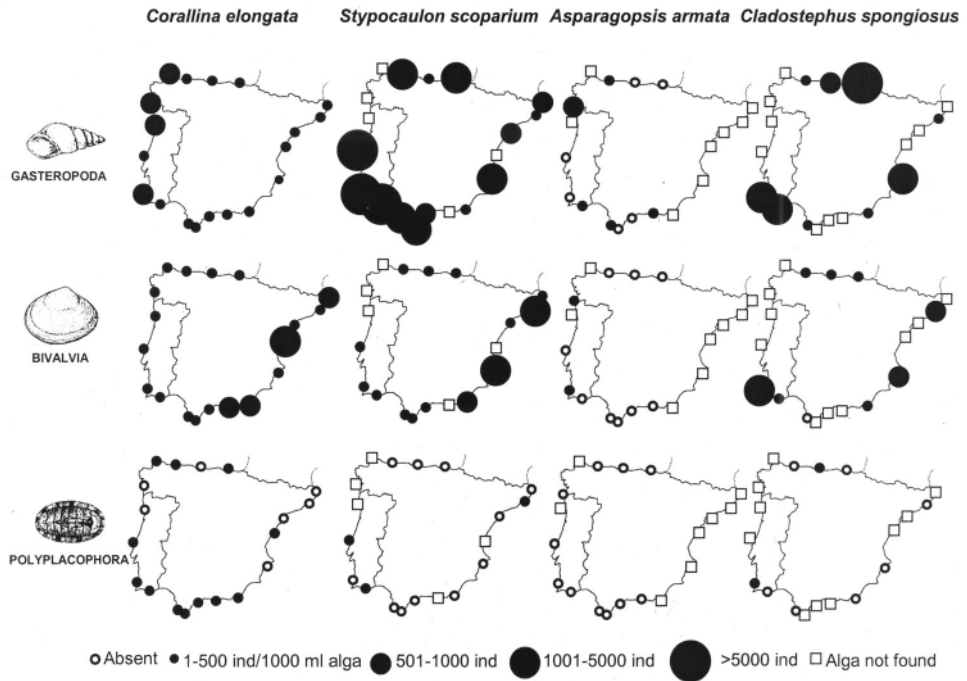 Corallina elongata Stypocaulon scoparium Asparagopsis armata Cladostephus spongiosus
GASTEROPODA
BIVALVIA
POLYPLACOPHORA
Absent 1-500 ind/1000 ml alga 501-1000 ind 1001-5000 ind >5000 ind Alga not found